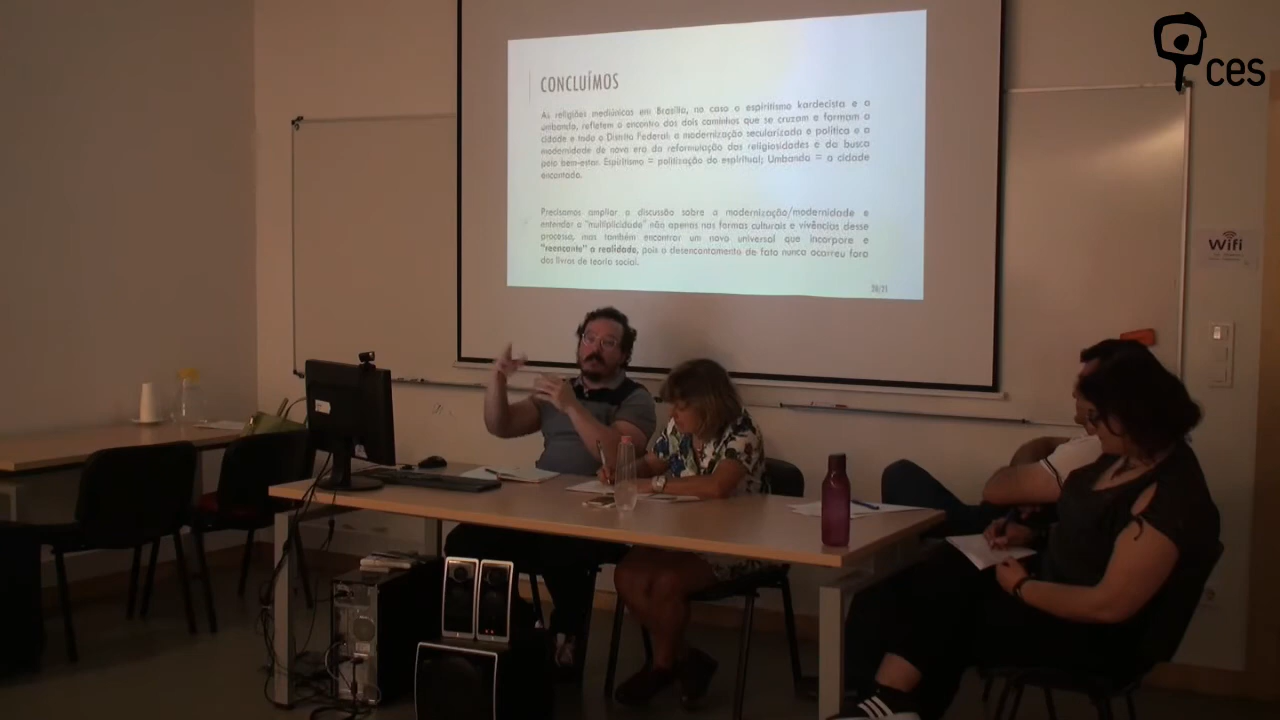 CONCLUÍMOS
As religiões mediúnicas em Brasília, no caso o espiritismo kardecista e a
umbanda, refletem o encontro dos dois caminhos que se cruzam e formam a
cidade e todo o Distrito Federal: a modernização secularizada e política e a
modernidade de nova era da reformulação das religiosidades e da busca
pelo bem-estar. Espiritismo = politização do espiritual; Umbanda = a cidade
encantada.
Precisamos ampliar a discussão sobre a modernização/modernidade e
entender a "multiplicidade" não apenas nas formas culturais e vivências desse
processo, mas também encontrar um novo universal que incorpore e
"reencante" a realidade, pois o desencantamento de fato nunca ocorreu fora
dos livros de teoria social.
20/21
ces
Wifi